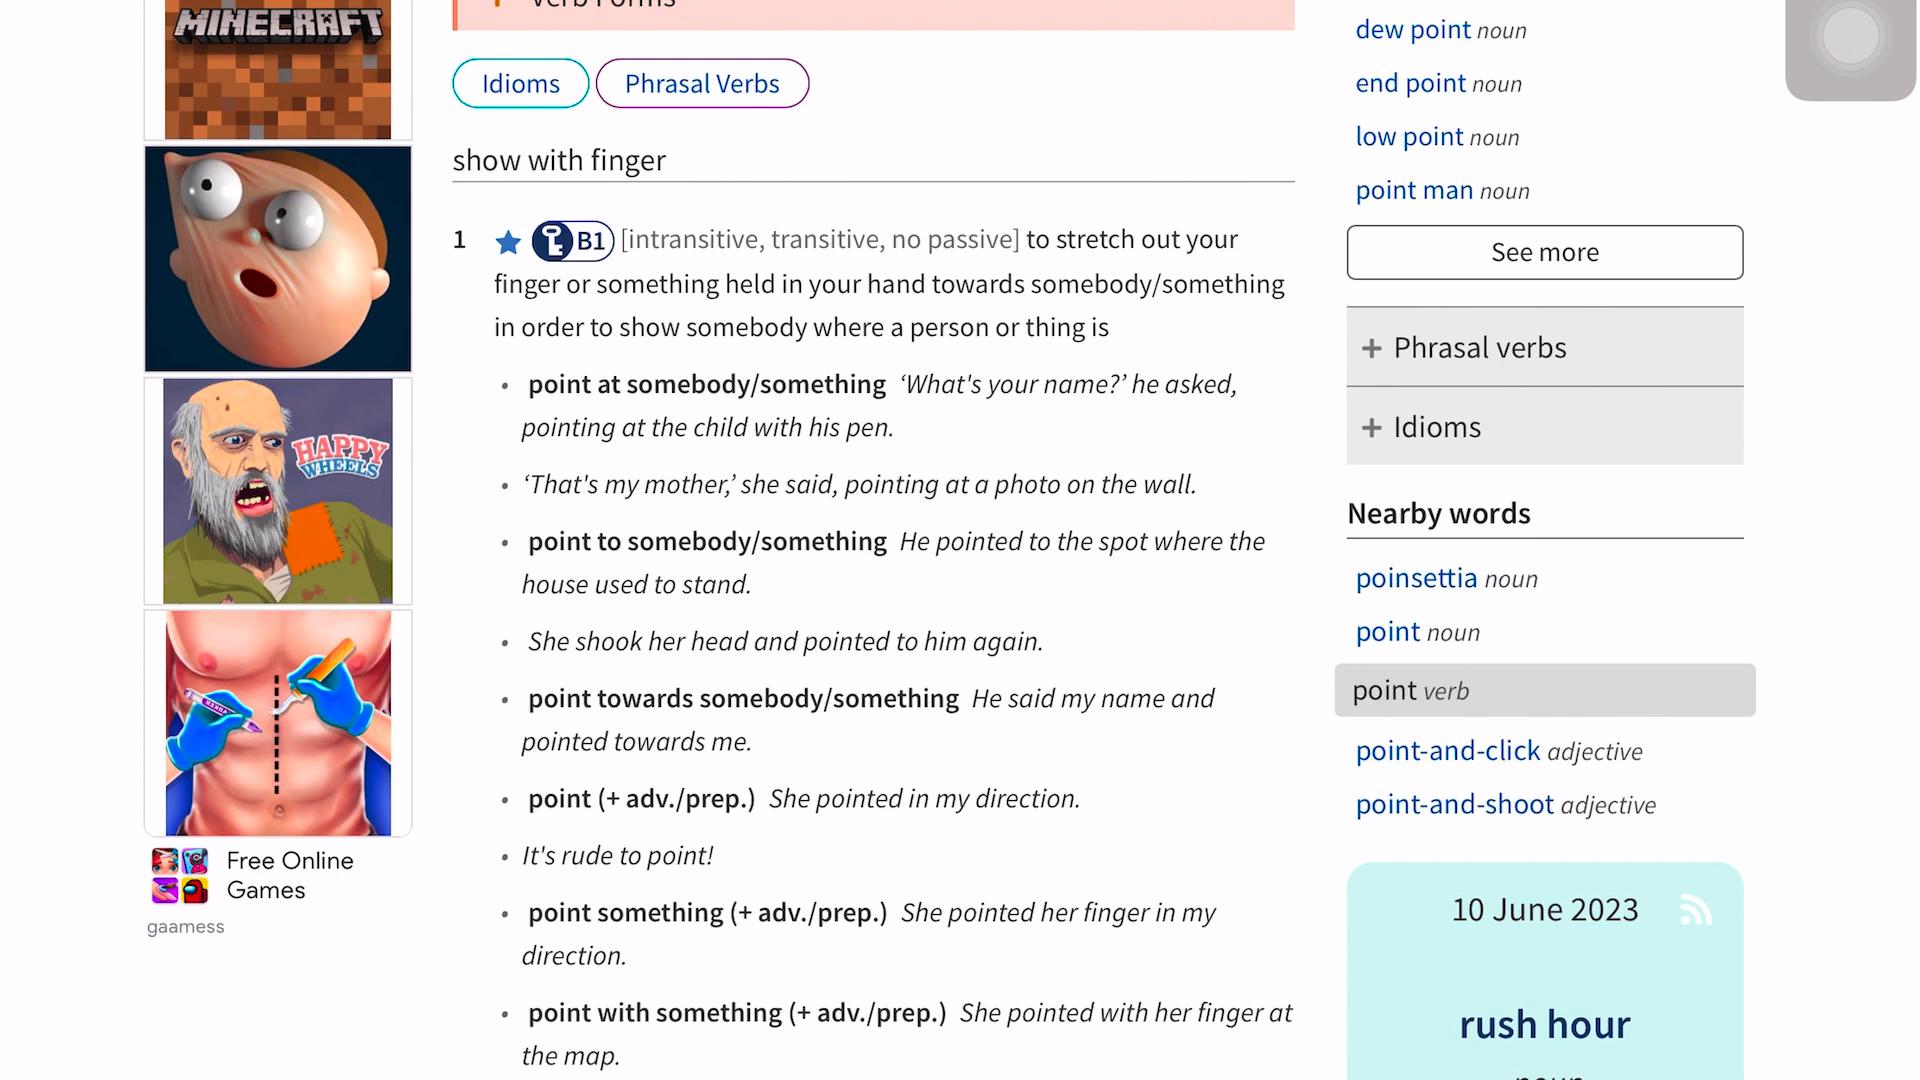 MINECRAFT
HAPPY
WHEELS
Free Online
Games
gaamess
Verb Forms
Idioms
Phrasal Verbs
show with finger
1 B1 [intransitive, transitive, no passive] to stretch out your
finger or something held in your hand towards somebody/something
in order to show somebody where a person or thing is
• point at somebody/something ‘What's your name?’ he asked,
pointing at the child with his pen.
• ‘That's my mother,’ she said, pointing at a photo on the wall.
• point to somebody/something He pointed to the spot where the
house used to stand.
• She shook her head and pointed to him again.
• point towards somebody/something He said my name and
pointed towards me.
• point (+ adv./prep.) She pointed in my direction.
• It's rude to point!
• point something (+ adv./prep.) She pointed her finger in my
direction.
• point with something (+ adv./prep.) She pointed with her finger at
the map.
dew point noun
end point noun
low point noun
point man noun
See more
+ Phrasal verbs
+ Idioms
Nearby words
poinsettia noun
point noun
point verb
point-and-click adjective
point-and-shoot adjective
10 June 2023
rush hour
noun